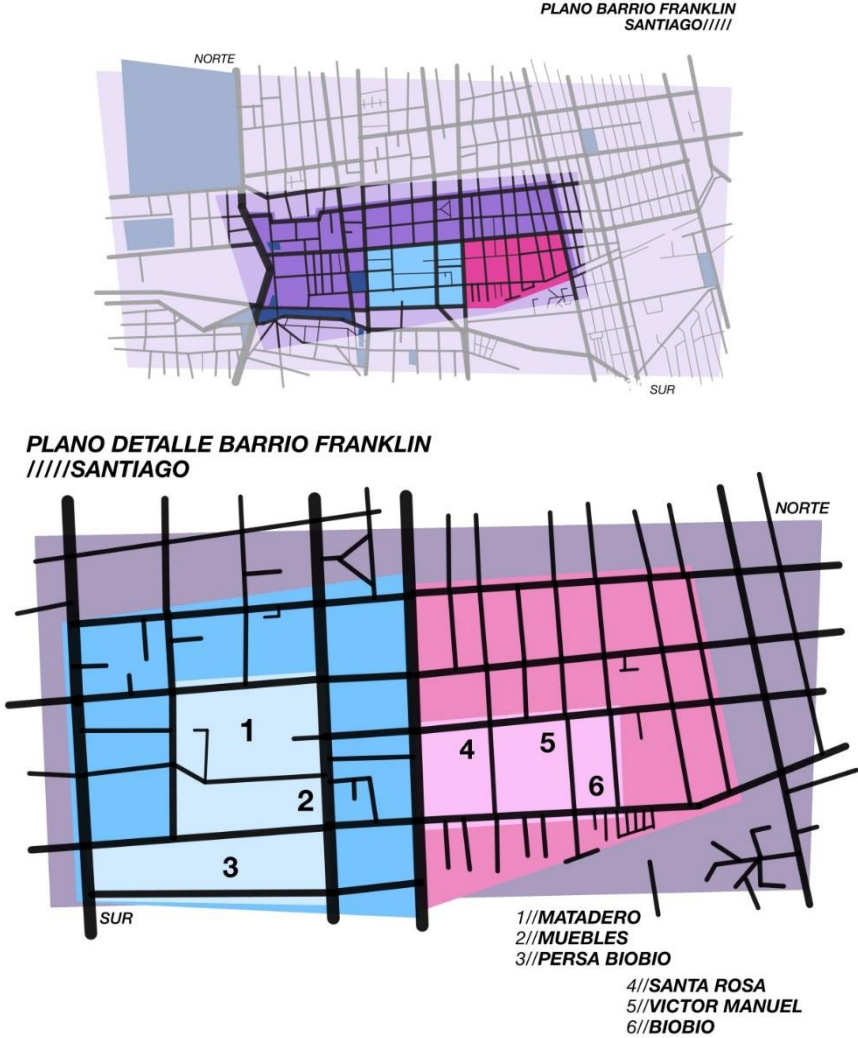 PLANO BARRIO FRANKLIN
SANTIAGO/////
NORTE
SUR
PLANO DETALLE BARRIO FRANKLIN
/////SANTIAGO
NORTE
1
4
5
2
6
3
SUR
1//MATADERO
2//MUEBLES
3//PERSA BIOBIO
4//SANTA ROSA
5//VICTOR MANUEL
6//BIOBIO